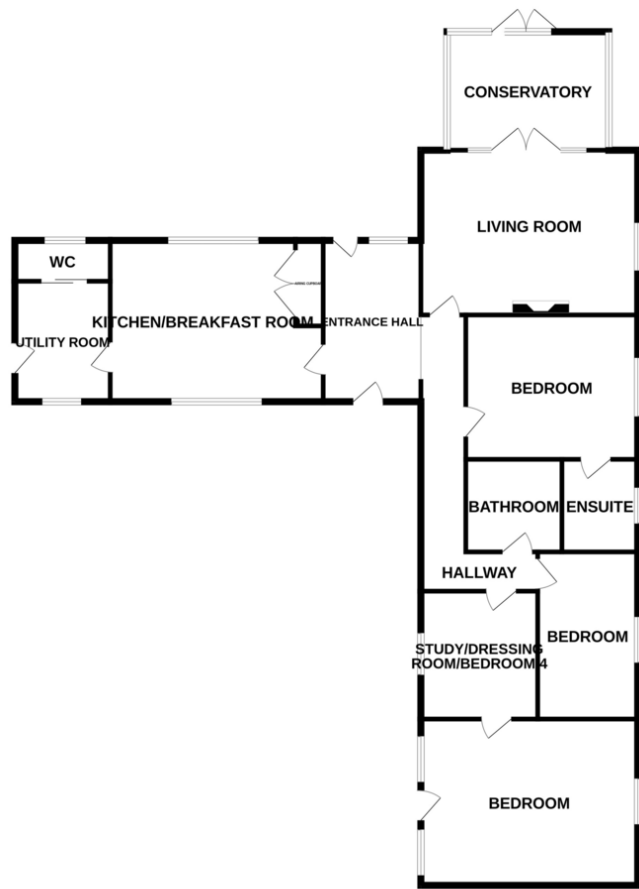 CONSERVATORY
LIVING ROOM
WC
KITCHEN/BREAKFAST ROOM
ENTRANCE HALL
UTILITY ROOM
BEDROOM
BATHROOM
ENSUITE
HALLWAY
BEDROOM
STUDY/DRESSING
ROOM/BEDROOM 4
BEDROOM